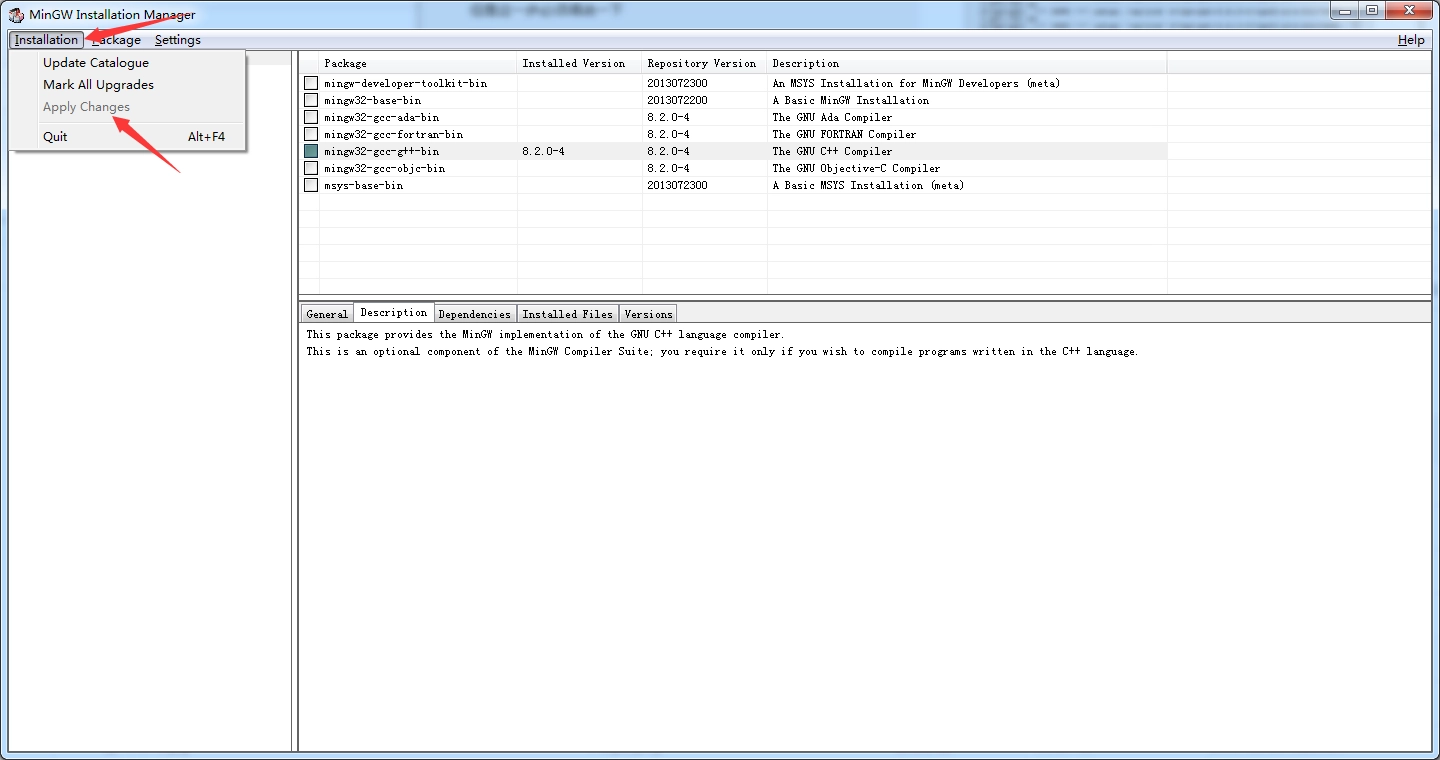 MinGW Installation Manager
Installation Package Settings Help
Update Catalogue
Mark All Upgrades
Apply Changes
Quit Alt+F4
Package Installed Version Repository Version Description
mingw-developer-toolkit-bin 2013072300 An MSYS Installation for MinGW Developers (meta)
mingw32-base-bin 2013072200 A Basic MinGW Installation
mingw32-gcc-ada-bin 8.2.0-4 The GNU Ada Compiler
mingw32-gcc-fortran-bin 8.2.0-4 The GNU FORTRAN Compiler
mingw32-gcc-g++-bin 8.2.0-4 8.2.0-4 The GNU C++ Compiler
mingw32-gcc-objc-bin 8.2.0-4 The GNU Objective-C Compiler
msys-base-bin 2013072300 A Basic MSYS Installation (meta)
General Description Dependencies Installed Files Versions
This package provides the MinGW implementation of the GNU C++ language compiler.
This is an optional component of the MinGW Compiler Suite; you require it only if you wish to compile programs written in the C++ language.